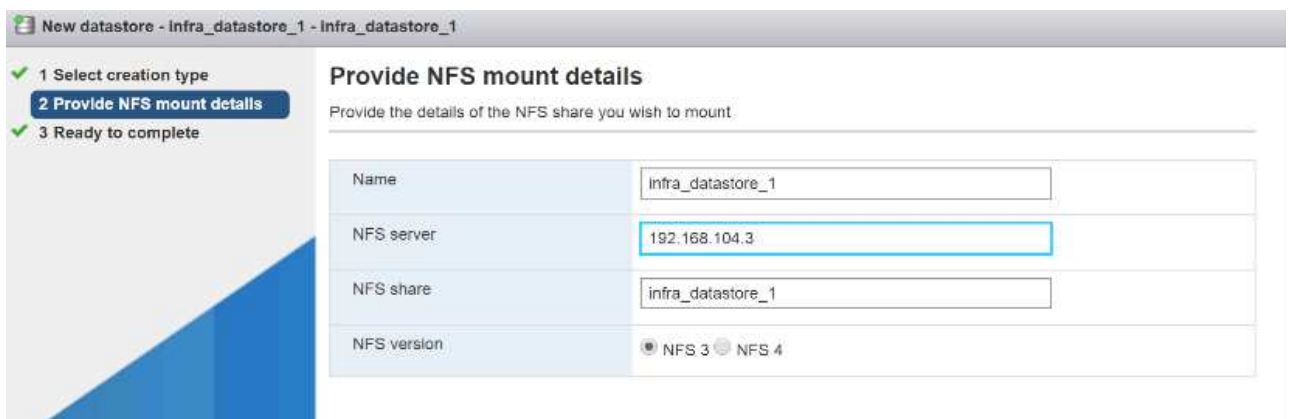 New datastore - infra_datastore_1 - infra_datastore_1
1 Select creation type
2 Provide NFS mount details
3 Ready to complete
Provide NFS mount details
Provide the details of the NFS share you wish to mount
Name infra_datastore_1
NFS server 192.168.104.3
NFS share infra_datastore_1
NFS version NFS 3 NFS 4